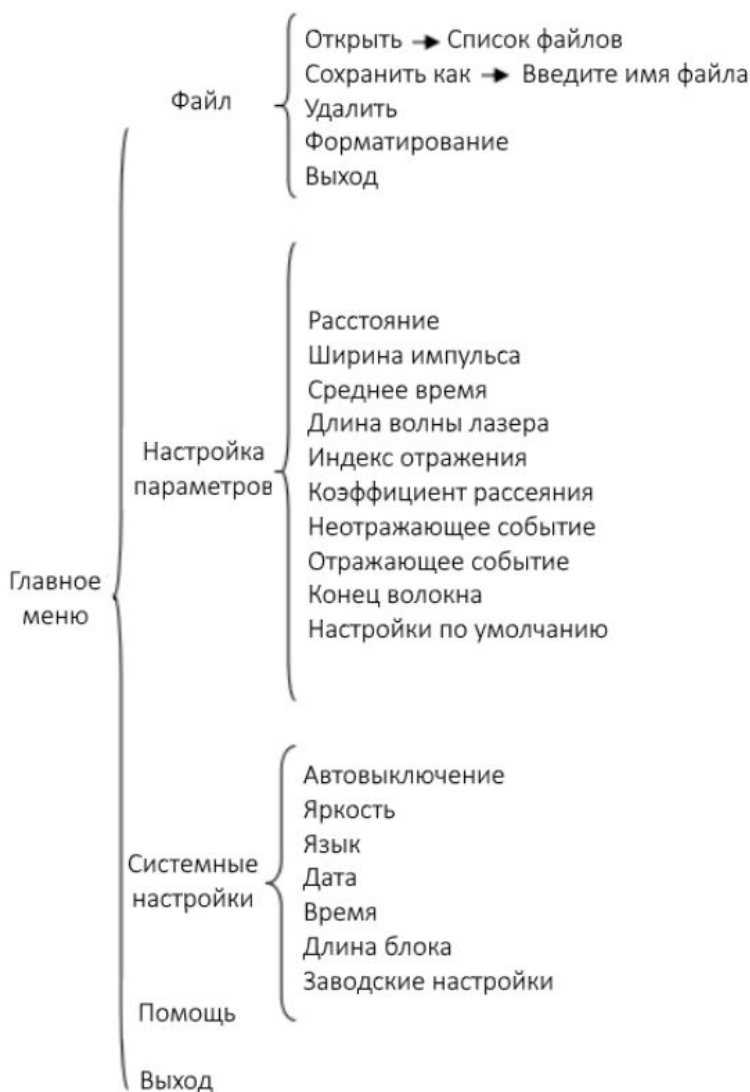 Файл
Открыть → Список файлов
Сохранить как → Введите имя файла
Удалить
Форматирование
Выход
Главное
меню
Настройка
параметров
Расстояние
Ширина импульса
Среднее время
Длина волны лазера
Индекс отражения
Коэффициент рассеяния
Неотражающее событие
Отражающее событие
Конец волокна
Настройки по умолчанию
Системные
настройки
Автовыключение
Яркость
Язык
Дата
Время
Длина блока
Заводские настройки
Помощь
Выход